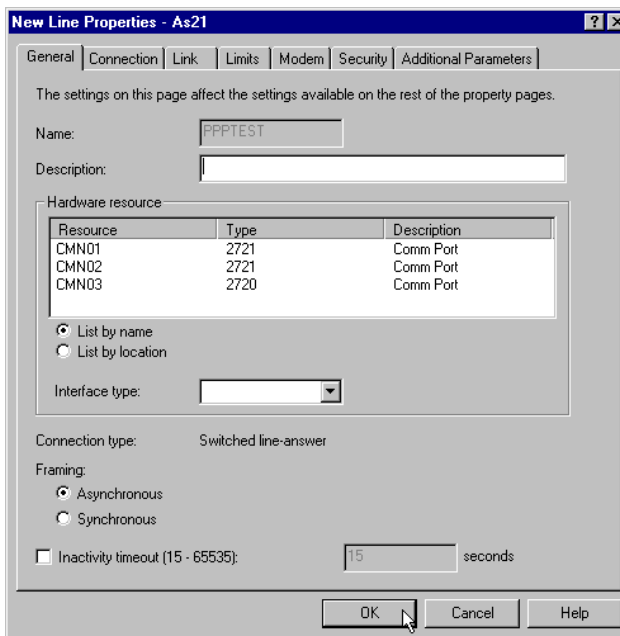 New Line Properties - As21
General Connection Link Limits Modem Security Additional Parameters
The settings on this page affect the settings available on the rest of the property pages.
Name: PPPTEST
Description:
Hardware resource
Resource Type Description
CMN01 2721 Comm Port
CMN02 2721 Comm Port
CMN03 2720 Comm Port
List by name
List by location
Interface type:
Connection type: Switched line-answer
Framing:
Asynchronous
Synchronous
Inactivity timeout (15 - 65535): 15 seconds
OK Cancel Help